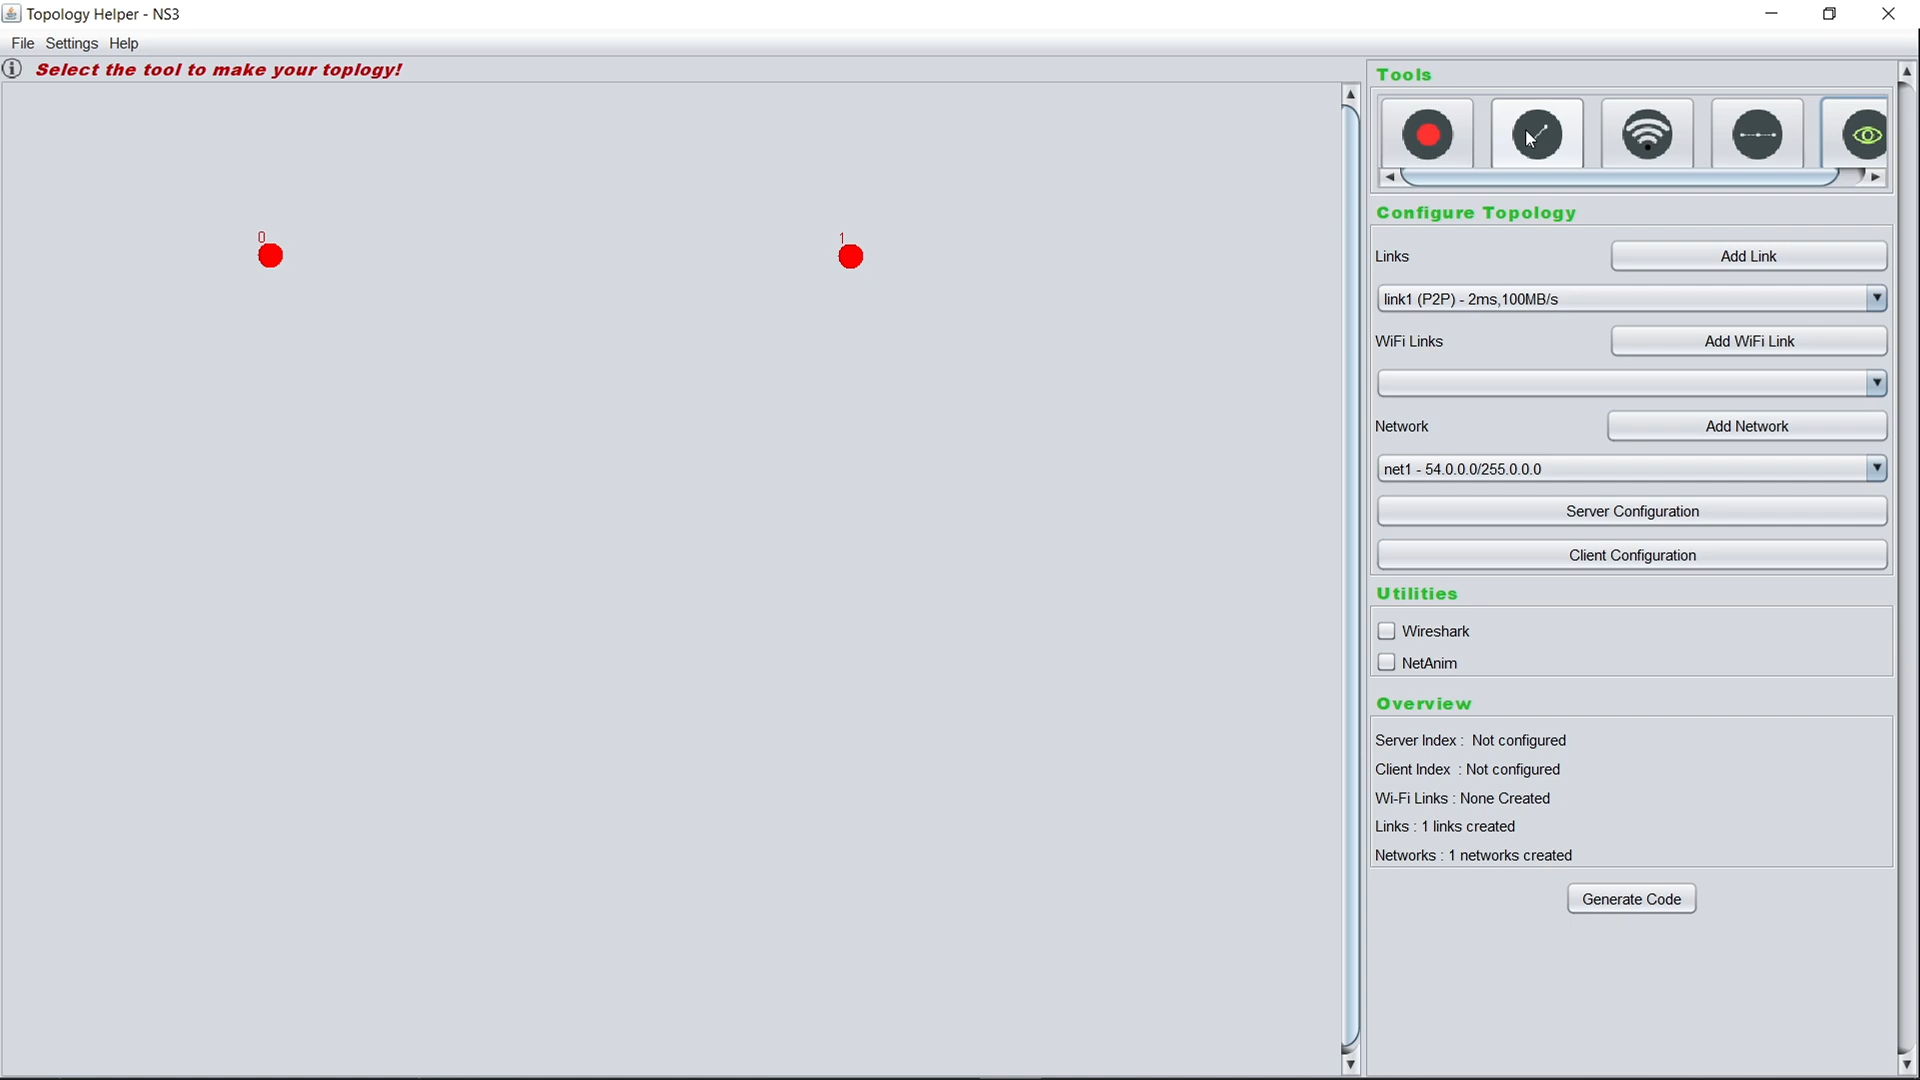 Topology Helper - NS3
File Settings Help
Select the tool to make your toplogy!
0
1
Tools
Configure Topology
Links
Add Link
link1 (P2P) - 2ms,100MB/s
WiFi Links
Add WiFi Link
Network
Add Network
net1 - 54.0.0.0/255.0.0.0
Server Configuration
Client Configuration
Utilities
Wireshark
NetAnim
Overview
Server Index : Not configured
Client Index : Not configured
Wi-Fi Links : None Created
Links : 1 links created
Networks : 1 networks created
Generate Code